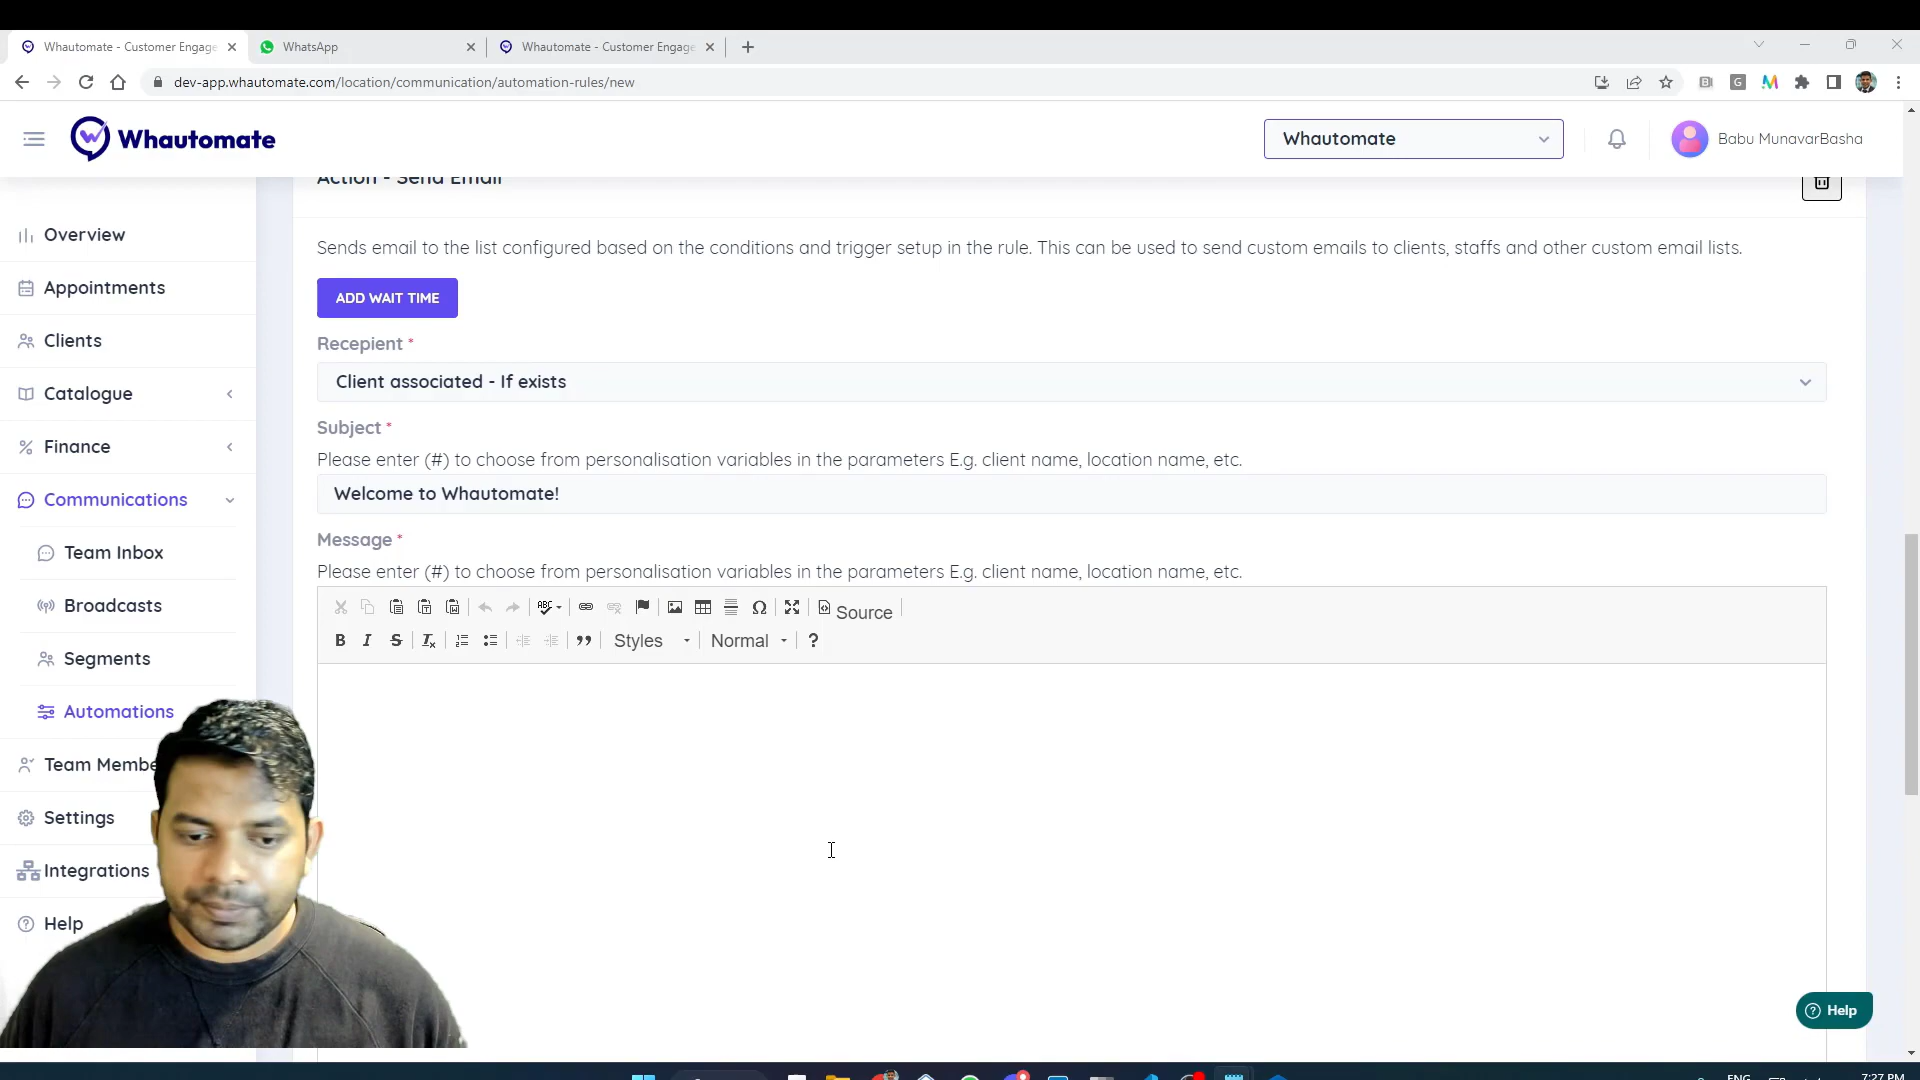 Whautomate - Customer Engage
WhatsApp
Whautomate - Customer Engage
dev-app.whautomate.com/location/communication/automation-rules/new
Whautomate
Whautomate
Babu MunavarBasha
Action - Send Email
Sends email to the list configured based on the conditions and trigger setup in the rule. This can be used to send custom emails to clients, staffs and other custom email lists.
ADD WAIT TIME
Recepient *
Client associated - If exists
Subject *
Please enter (#) to choose from personalisation variables in the parameters E.g. client name, location name, etc.
Welcome to Whautomate!
Message *
Please enter (#) to choose from personalisation variables in the parameters E.g. client name, location name, etc.
Source
Styles
Normal
Overview
Appointments
Clients
Catalogue
Finance
Communications
Team Inbox
Broadcasts
Segments
Automations
Team Membe
Settings
Integrations
Help
Help
ENG
7:27 PM